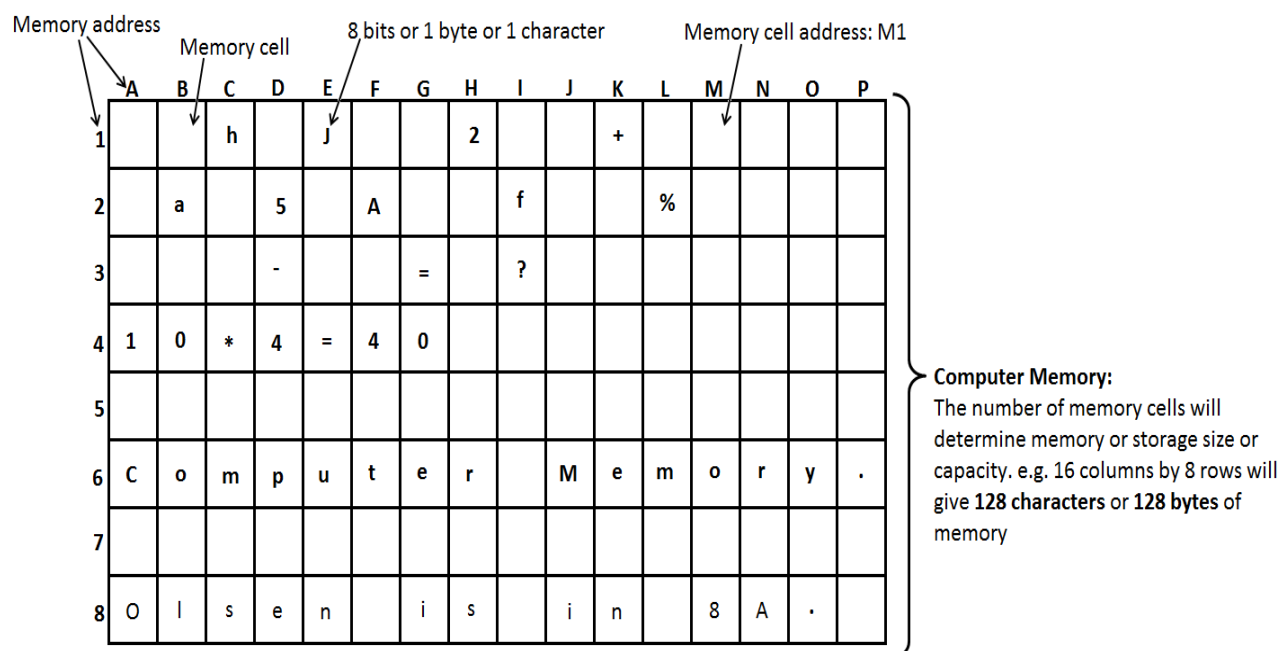 Memory address
Memory cell
8 bits or 1 byte or 1 character
Memory cell address: M1
A B C D E F G H I J K L M N O P
1 h J 2 +
2 a 5 A f %
3 - = ?
4 1 0 * 4 = 4 0
5
6 C o m p u t e r M e m o r y .
7
8 O l s e n i s i n 8 A .
Computer Memory:
The number of memory cells will
determine memory or storage size or
capacity. e.g. 16 columns by 8 rows will
give 128 characters or 128 bytes of
memory